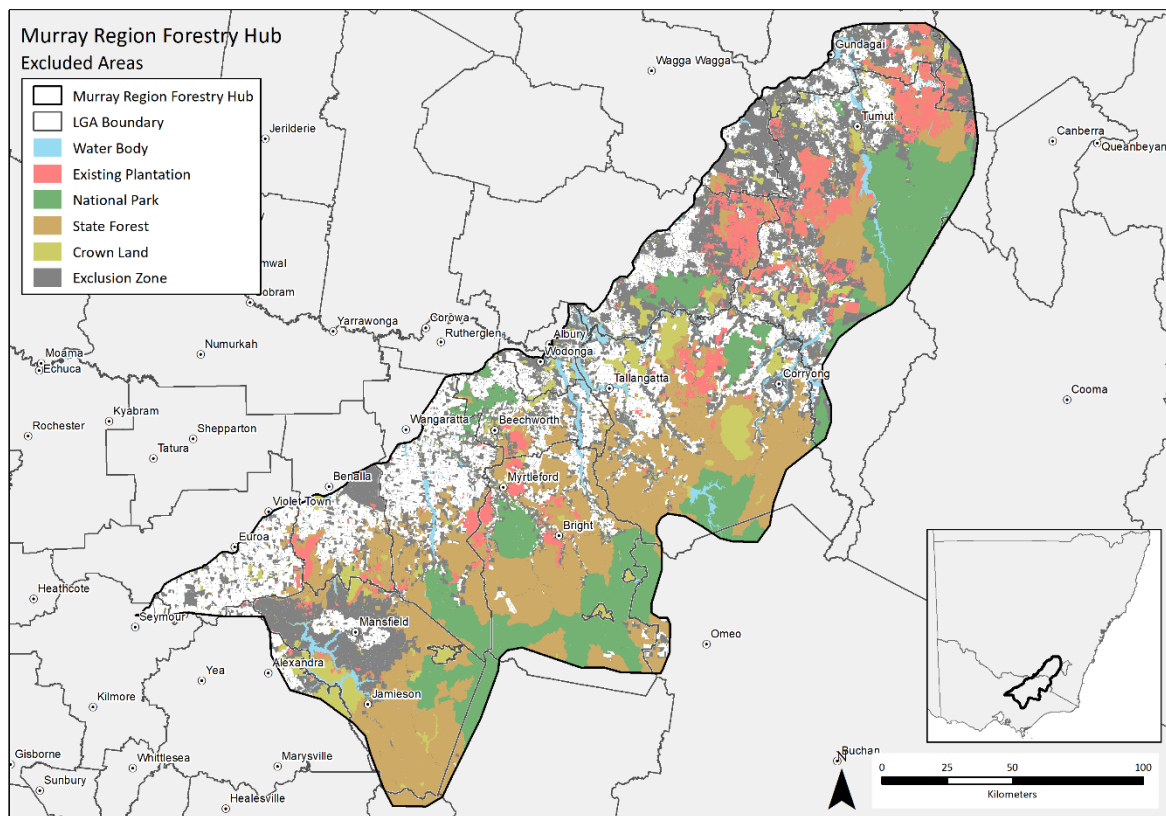 Murray Region Forestry Hub
Excluded Areas
Murray Region Forestry Hub
LGA Boundary
Water Body
Existing Plantation
National Park
State Forest
Crown Land
Exclusion Zone
Gundagai
Wagga Wagga
Jerilderie
Tumut
Canberra
Queanbeyan
mwal
obram
Yarrawonga
Corowa
Rutherglen
Albury
Wodonga
Numurkah
Moama
Echuca
Tallangatta
Corryong
Cooma
Kyabram
Rochester
Shepparton
Wangaratta
Beechworth
Tatura
Benalla
Myrtleford
Violet Town
Bright
Euroa
Heathcote
Seymour
Mansfield
Omeo
Yea
Alexandra
Kilmore
Jamieson
Gisborne
Whittlesea
Marysville
Buchan
N
Sunbury
Healesville
0 25 50 100
Kilometers